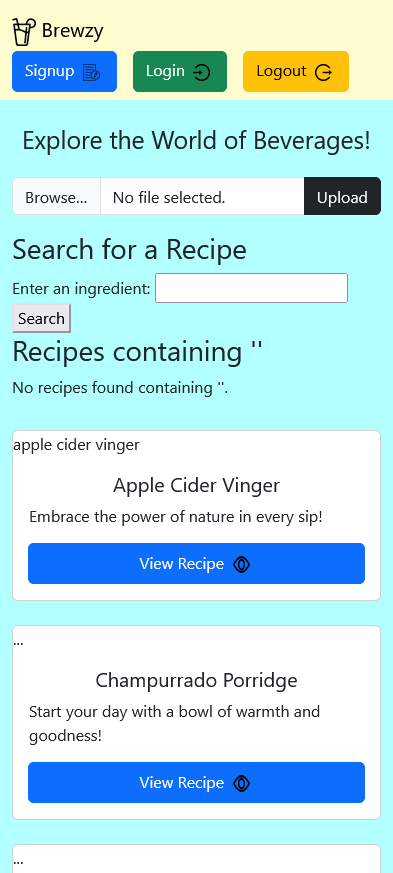 Brewzy
Signup Login Logout
Explore the World of Beverages!
Browse... No file selected. Upload
Search for a Recipe
Enter an ingredient:
Search
Recipes containing ''
No recipes found containing ''.
apple cider vinger
Apple Cider Vinger
Embrace the power of nature in every sip!
View Recipe
...
Champurrado Porridge
Start your day with a bowl of warmth and
goodness!
View Recipe
...